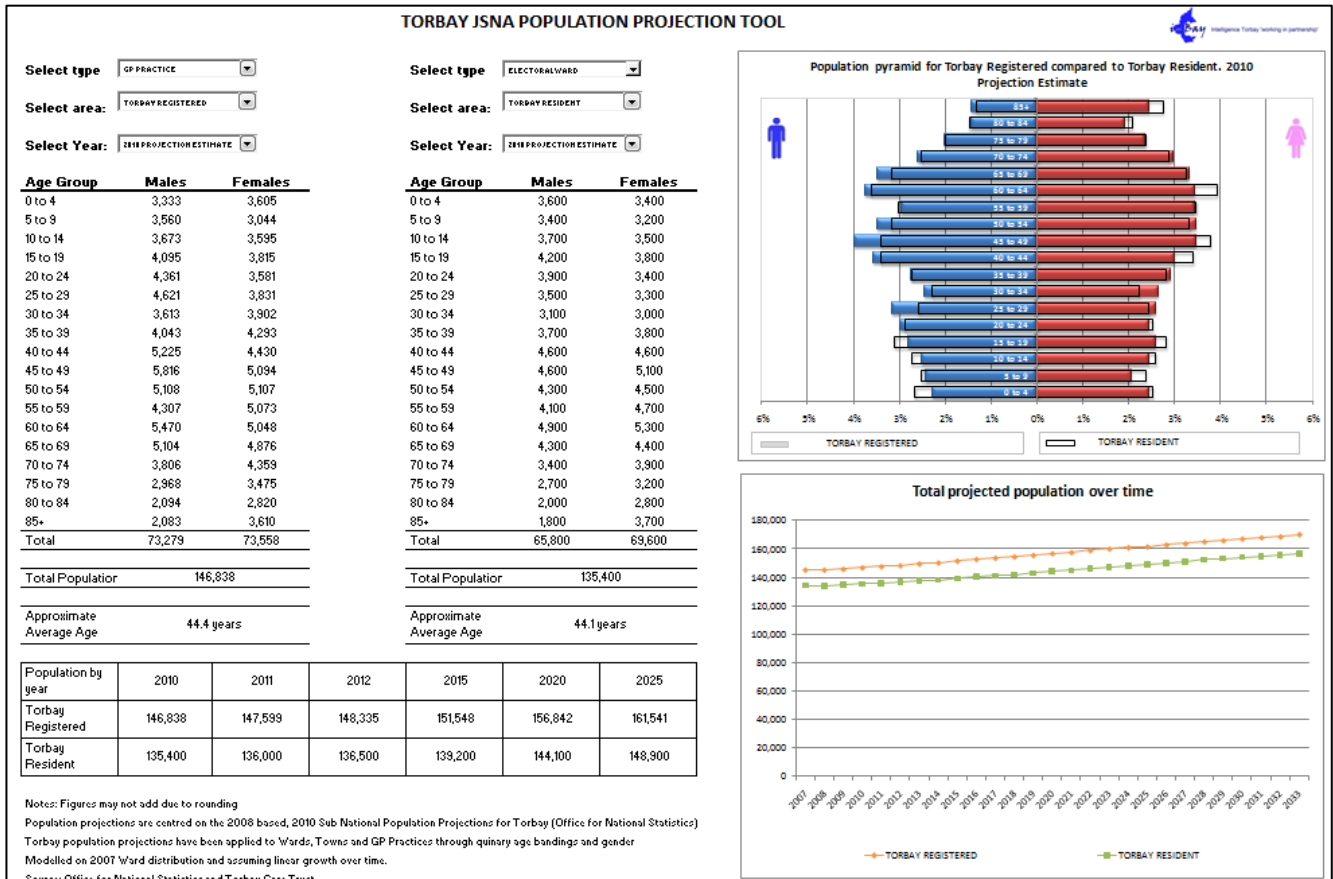 TORBAY JSNA POPULATION PROJECTION TOOL
torBay Intelligence Torbay 'working in partnership'
Select type GP PRACTICE
Select area: TORBAY REGISTERED
Select Year: 2010 PROJECTION ESTIMATE
Select type ELECTORAL WARD
Select area: TORBAY RESIDENT
Select Year: 2010 PROJECTION ESTIMATE
Age Group Males Females
0 to 4 3,333 3,605
5 to 9 3,560 3,044
10 to 14 3,673 3,595
15 to 19 4,095 3,815
20 to 24 4,361 3,581
25 to 29 4,621 3,831
30 to 34 3,613 3,902
35 to 39 4,043 4,293
40 to 44 5,225 4,430
45 to 49 5,816 5,094
50 to 54 5,108 5,107
55 to 59 4,307 5,073
60 to 64 5,470 5,048
65 to 69 5,104 4,876
70 to 74 3,806 4,359
75 to 79 2,968 3,475
80 to 84 2,094 2,820
85+ 2,083 3,610
Total 73,279 73,558
Total Populatior 146,838
Approximate
Average Age 44.4 years
Age Group Males Females
0 to 4 3,600 3,400
5 to 9 3,400 3,200
10 to 14 3,700 3,500
15 to 19 4,200 3,800
20 to 24 3,900 3,400
25 to 29 3,500 3,300
30 to 34 3,100 3,000
35 to 39 3,700 3,800
40 to 44 4,600 4,600
45 to 49 4,600 5,100
50 to 54 4,300 4,500
55 to 59 4,100 4,700
60 to 64 4,900 5,300
65 to 69 4,300 4,400
70 to 74 3,400 3,900
75 to 79 2,700 3,200
80 to 84 2,000 2,800
85+ 1,800 3,700
Total 65,800 69,600
Total Populatior 135,400
Approximate
Average Age 44.1 years
Population by
year 2010 2011 2012 2015 2020 2025
Torbay
Registered 146,838 147,599 148,335 151,548 156,842 161,541
Torbay
Resident 135,400 136,000 136,500 139,200 144,100 148,900
Notes: Figures may not add due to rounding
Population projections are centred on the 2008 based, 2010 Sub National Population Projections for Torbay (Office for National Statistics)
Torbay population projections have been applied to Wards, Towns and GP Practices through quinary age bandings and gender
Modelled on 2007 Ward distribution and assuming linear growth over time.
Source: Office for National Statistics and Torbay Care Trust
Population pyramid for Torbay Registered compared to Torbay Resident. 2010
Projection Estimate
85+
80 to 84
75 to 79
70 to 74
65 to 69
60 to 64
55 to 59
50 to 54
45 to 49
40 to 44
35 to 39
30 to 34
25 to 29
20 to 24
15 to 19
10 to 14
5 to 9
0 to 4
6% 5% 4% 3% 2% 1% 0% 1% 2% 3% 4% 5% 6%
TORBAY REGISTERED TORBAY RESIDENT
Total projected population over time
180,000
160,000
140,000
120,000
100,000
80,000
60,000
40,000
20,000
0
2007 2008 2009 2010 2011 2012 2013 2014 2015 2016 2017 2018 2019 2020 2021 2022 2023 2024 2025 2026 2027 2028 2029 2030 2031 2032 2033
TORBAY REGISTERED TORBAY RESIDENT